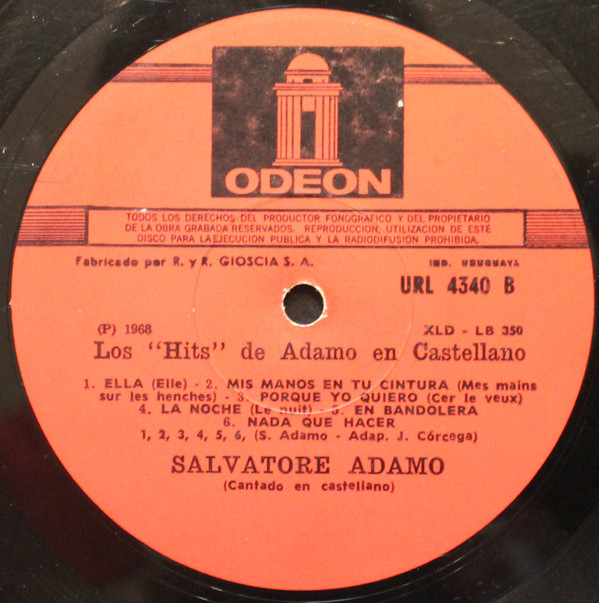 ODEON
TODOS LOS DERECHOS DEL PRODUCTOR FONOGRAFICO Y DEL PROPIETARIO
DE LA OBRA GRABADA RESERVADOS. REPRODUCCION, UTILIZACION DE ESTE
DISCO PARA LA EJECUCION PUBLICA Y LA RADIODIFUSION PROHIBIDA.
Fabricado por R. y R. GIOSCIA S. A.
IND. URUGUAYA
URL 4340 B
(P) 1968
XLD - LB 350
Los "Hits" de Adamo en Castellano
1. ELLA (Elle) - 2. MIS MANOS EN TU CINTURA (Mes mains
sur les henches) - 3. PORQUE YO QUIERO (Cer le veux)
4. LA NOCHE (Le nuit) - 5. EN BANDOLERA
6. NADA QUE HACER
1, 2, 3, 4, 5, 6, (S. Adamo - Adap. J. Córcega)
SALVATORE ADAMO
(Cantado en castellano)